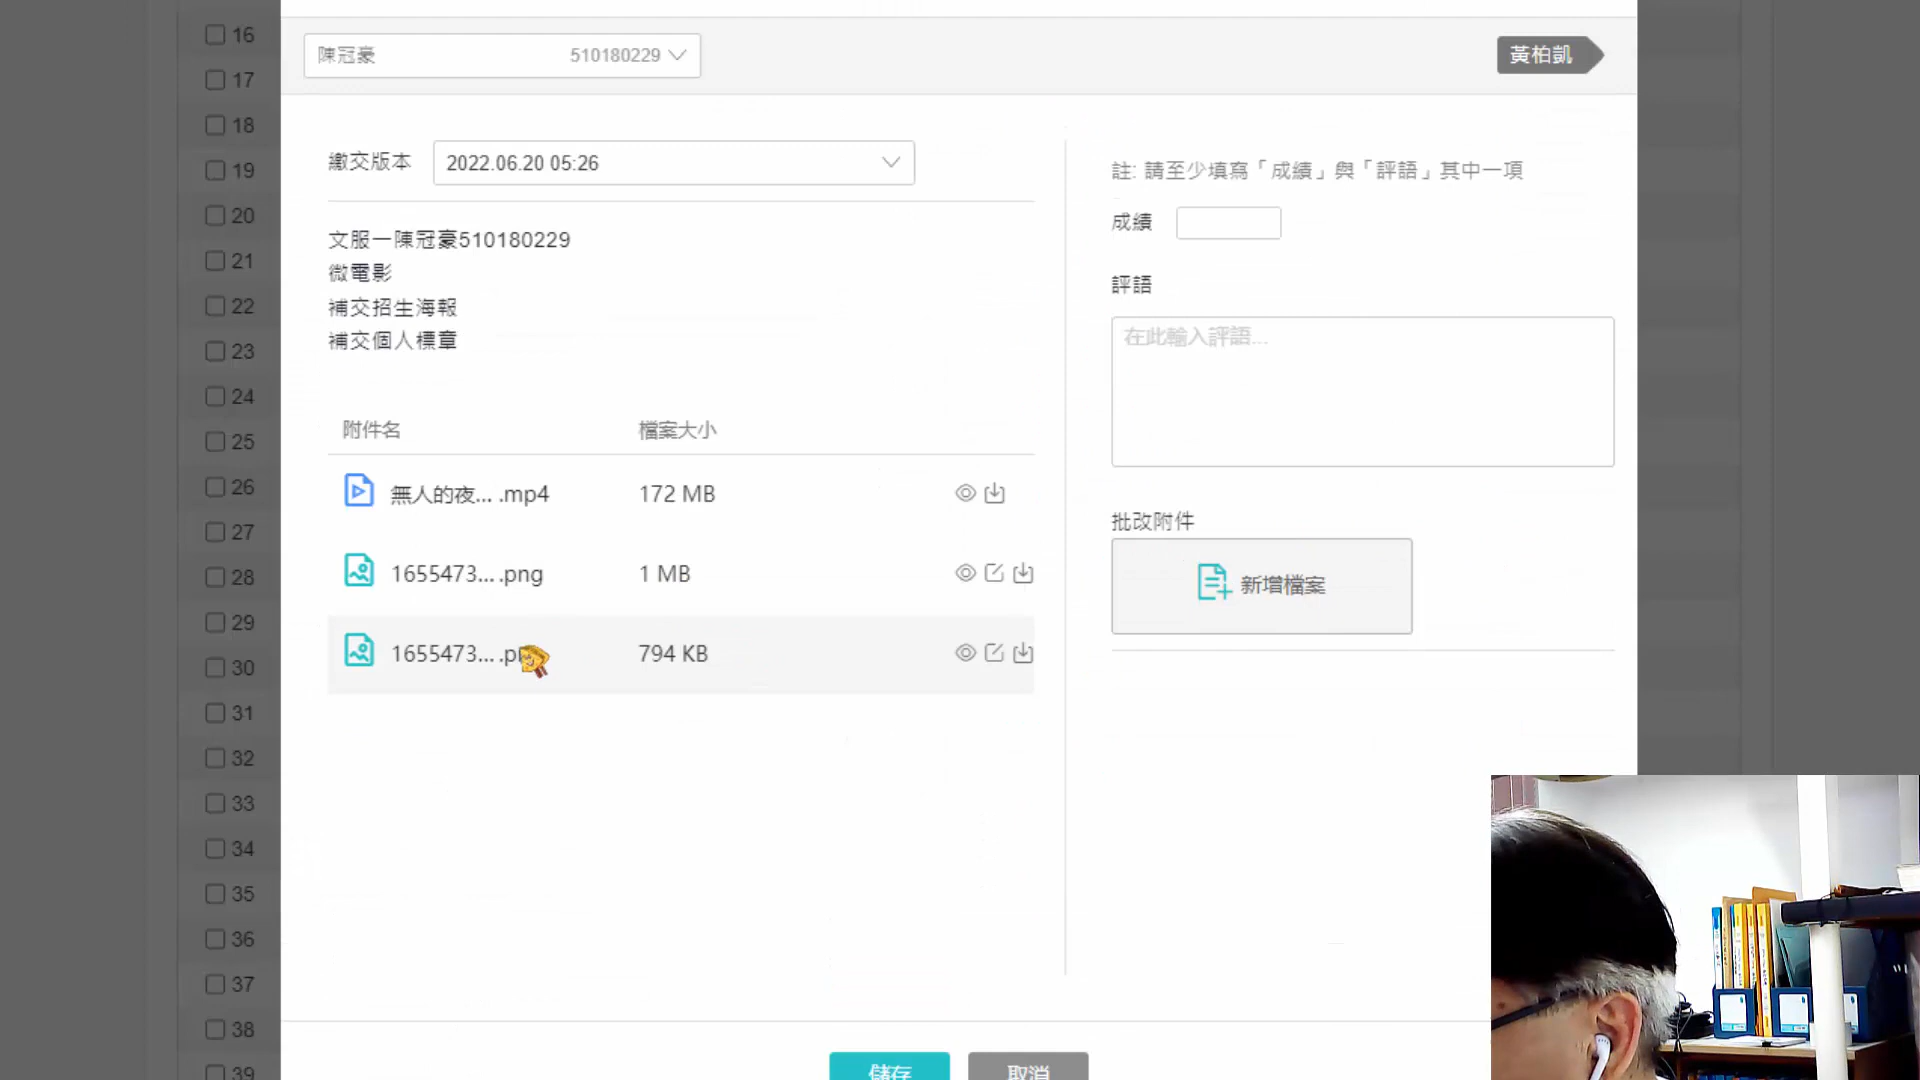 16
17
18
19
20
21
22
23
24
25
26
27
28
29
30
31
32
33
34
35
36
37
38
39
陳冠豪 510180229
黃柏凱
繳交版本 2022.06.20 05:26
文服一陳冠豪510180229
微電影
補交招生海報
補交個人標章
附件名 檔案大小
無人的夜... .mp4 172 MB
1655473... .png 1 MB
1655473... .p 794 KB
註: 請至少填寫「成績」與「評語」其中一項
成績
評語
在此輸入評語...
批改附件
新增檔案
儲存 取消